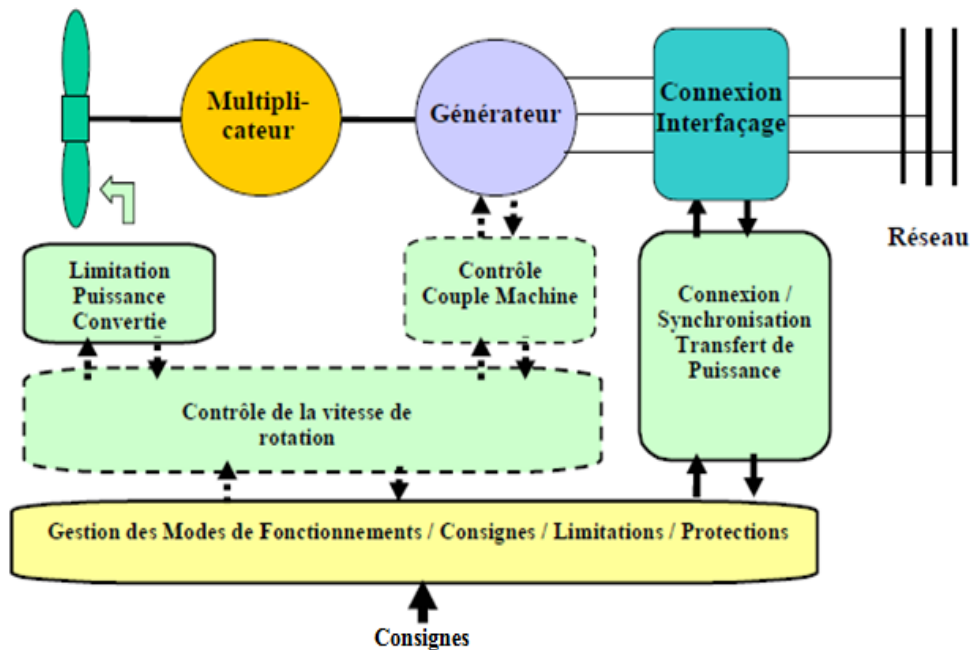 Multipli-
cateur
Générateur
Connexion
Interfaçage
Réseau
Limitation
Puissance
Convertie
Contrôle
Couple Machine
Connexion /
Synchronisation
Transfert de
Puissance
Contrôle de la vitesse de
rotation
Gestion des Modes de Fonctionnements / Consignes / Limitations / Protections
Consignes